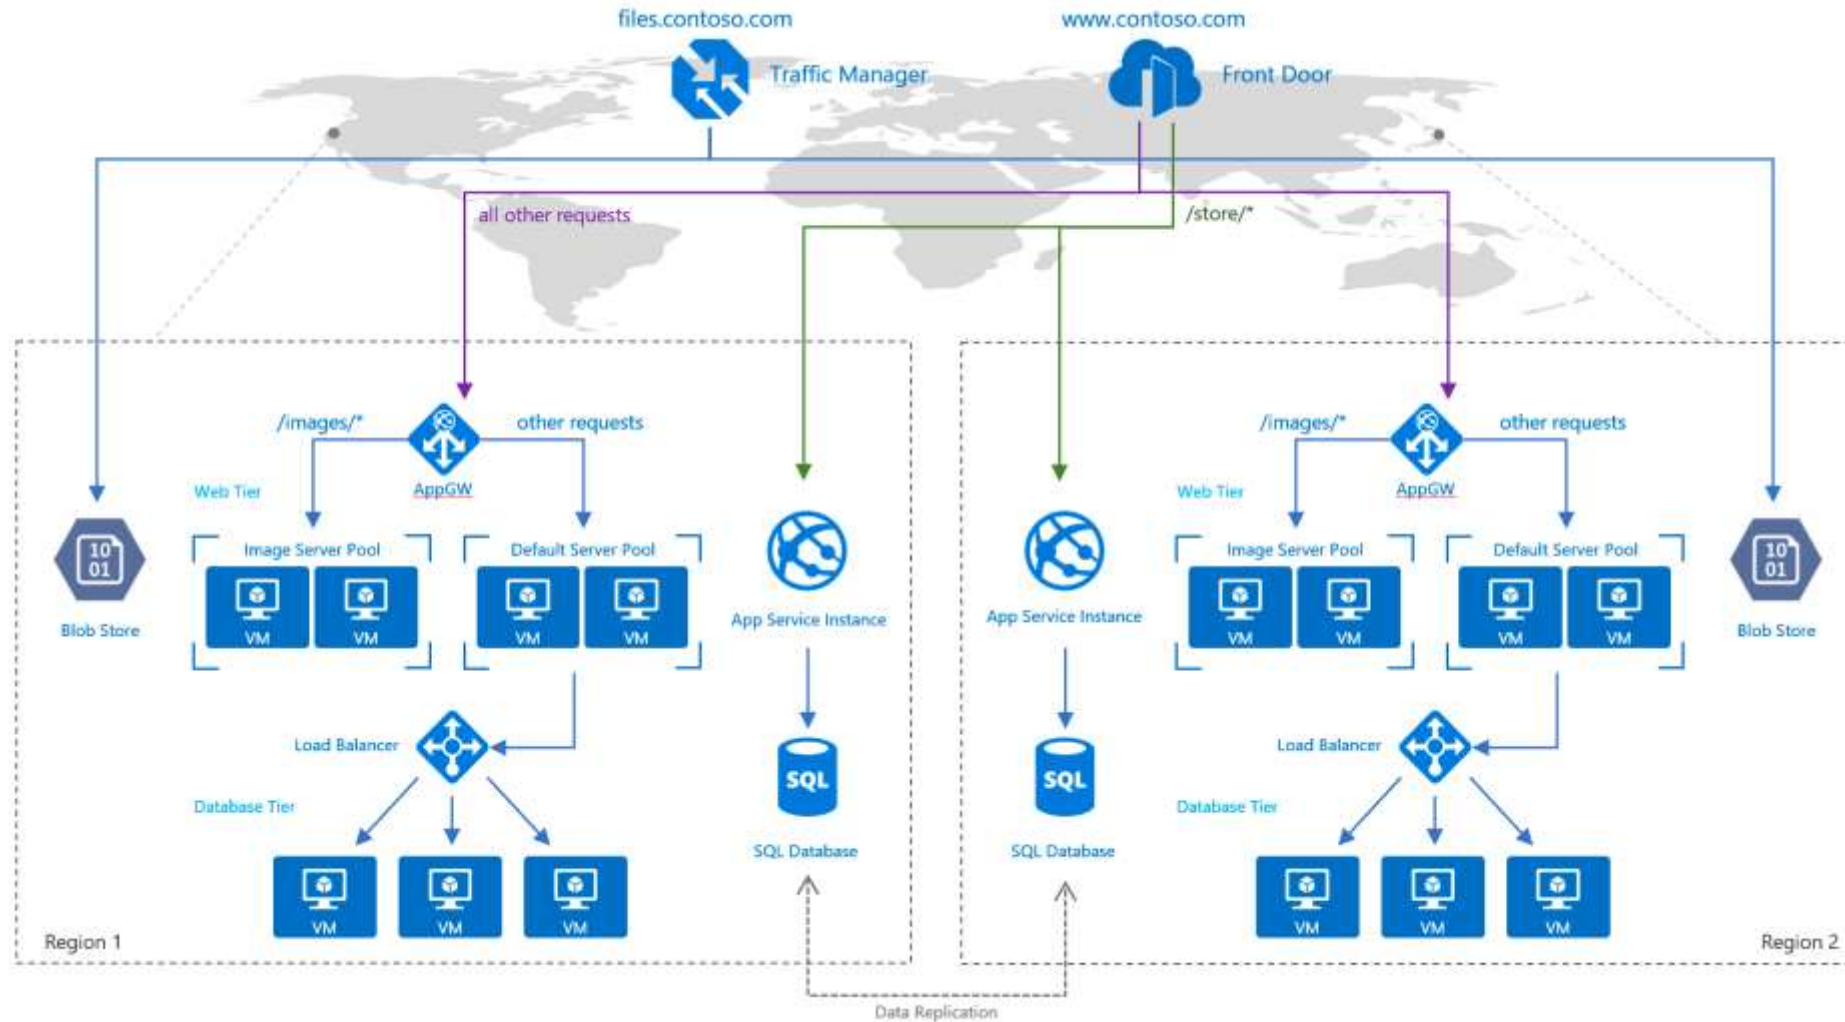 files.contoso.com
www.contoso.com
Traffic Manager
Front Door
all other requests
/store/*
/images/*
other requests
AppGW
Web Tier
Image Server Pool
Default Server Pool
VM
VM
VM
VM
Blob Store
App Service Instance
Load Balancer
SQL
Database Tier
SQL Database
VM
VM
VM
Region 1
/images/*
other requests
AppGW
Web Tier
Image Server Pool
Default Server Pool
VM
VM
VM
VM
10
01
10
01
App Service Instance
Blob Store
Load Balancer
SQL
Database Tier
SQL Database
VM
VM
VM
Region 2
Data Replication